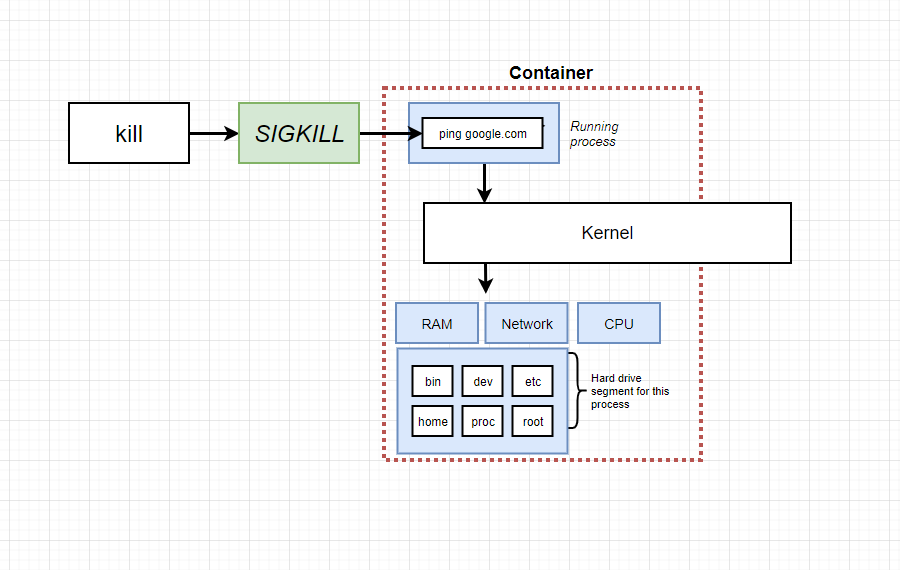 Container
kill
SIGKILL
ping google.com
Running
process
Kernel
RAM
Network
CPU
bin
dev
etc
home
proc
root
Hard drive
segment for this
process